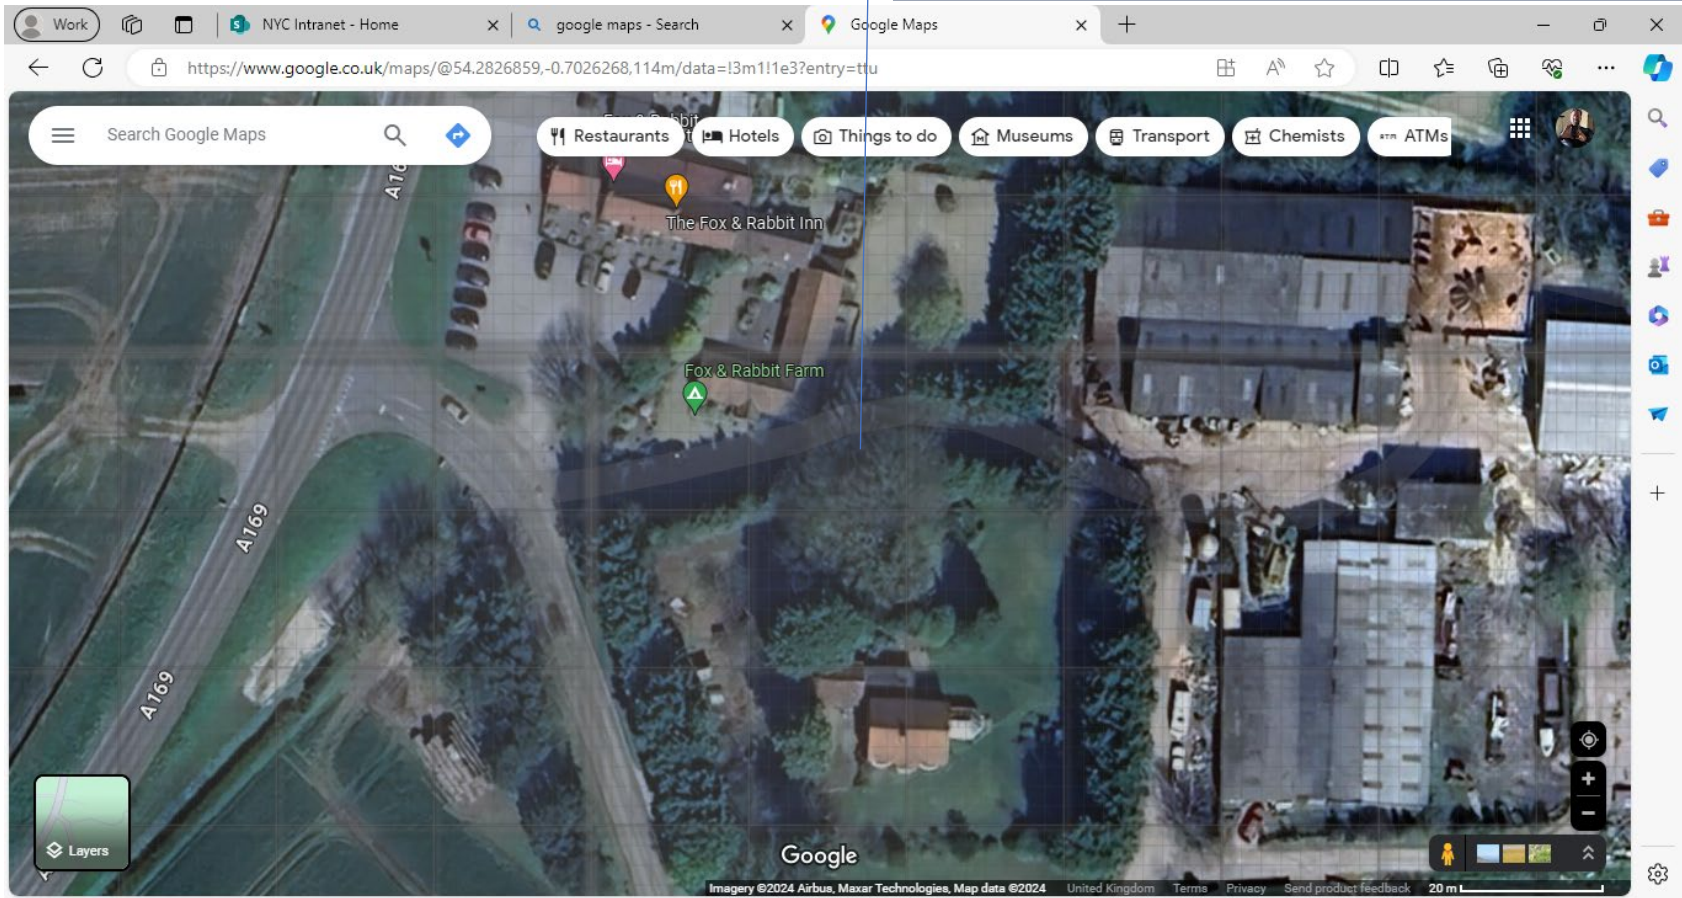 Work
NYC Intranet - Home
google maps - Search
Google Maps
https://www.google.co.uk/maps/@54.2826859,-0.7026268,114m/data=!3m1!1e3?entry=ttu
Search Google Maps
Restaurants
Hotels
Things to do
Museums
Transport
Chemists
ATM
ATMs
The Fox & Rabbit Inn
Fox & Rabbit Farm
A169
A169
Layers
Google
Imagery ©2024 Airbus, Maxar Technologies, Map data ©2024 United Kingdom Terms Privacy Send product feedback 20 m